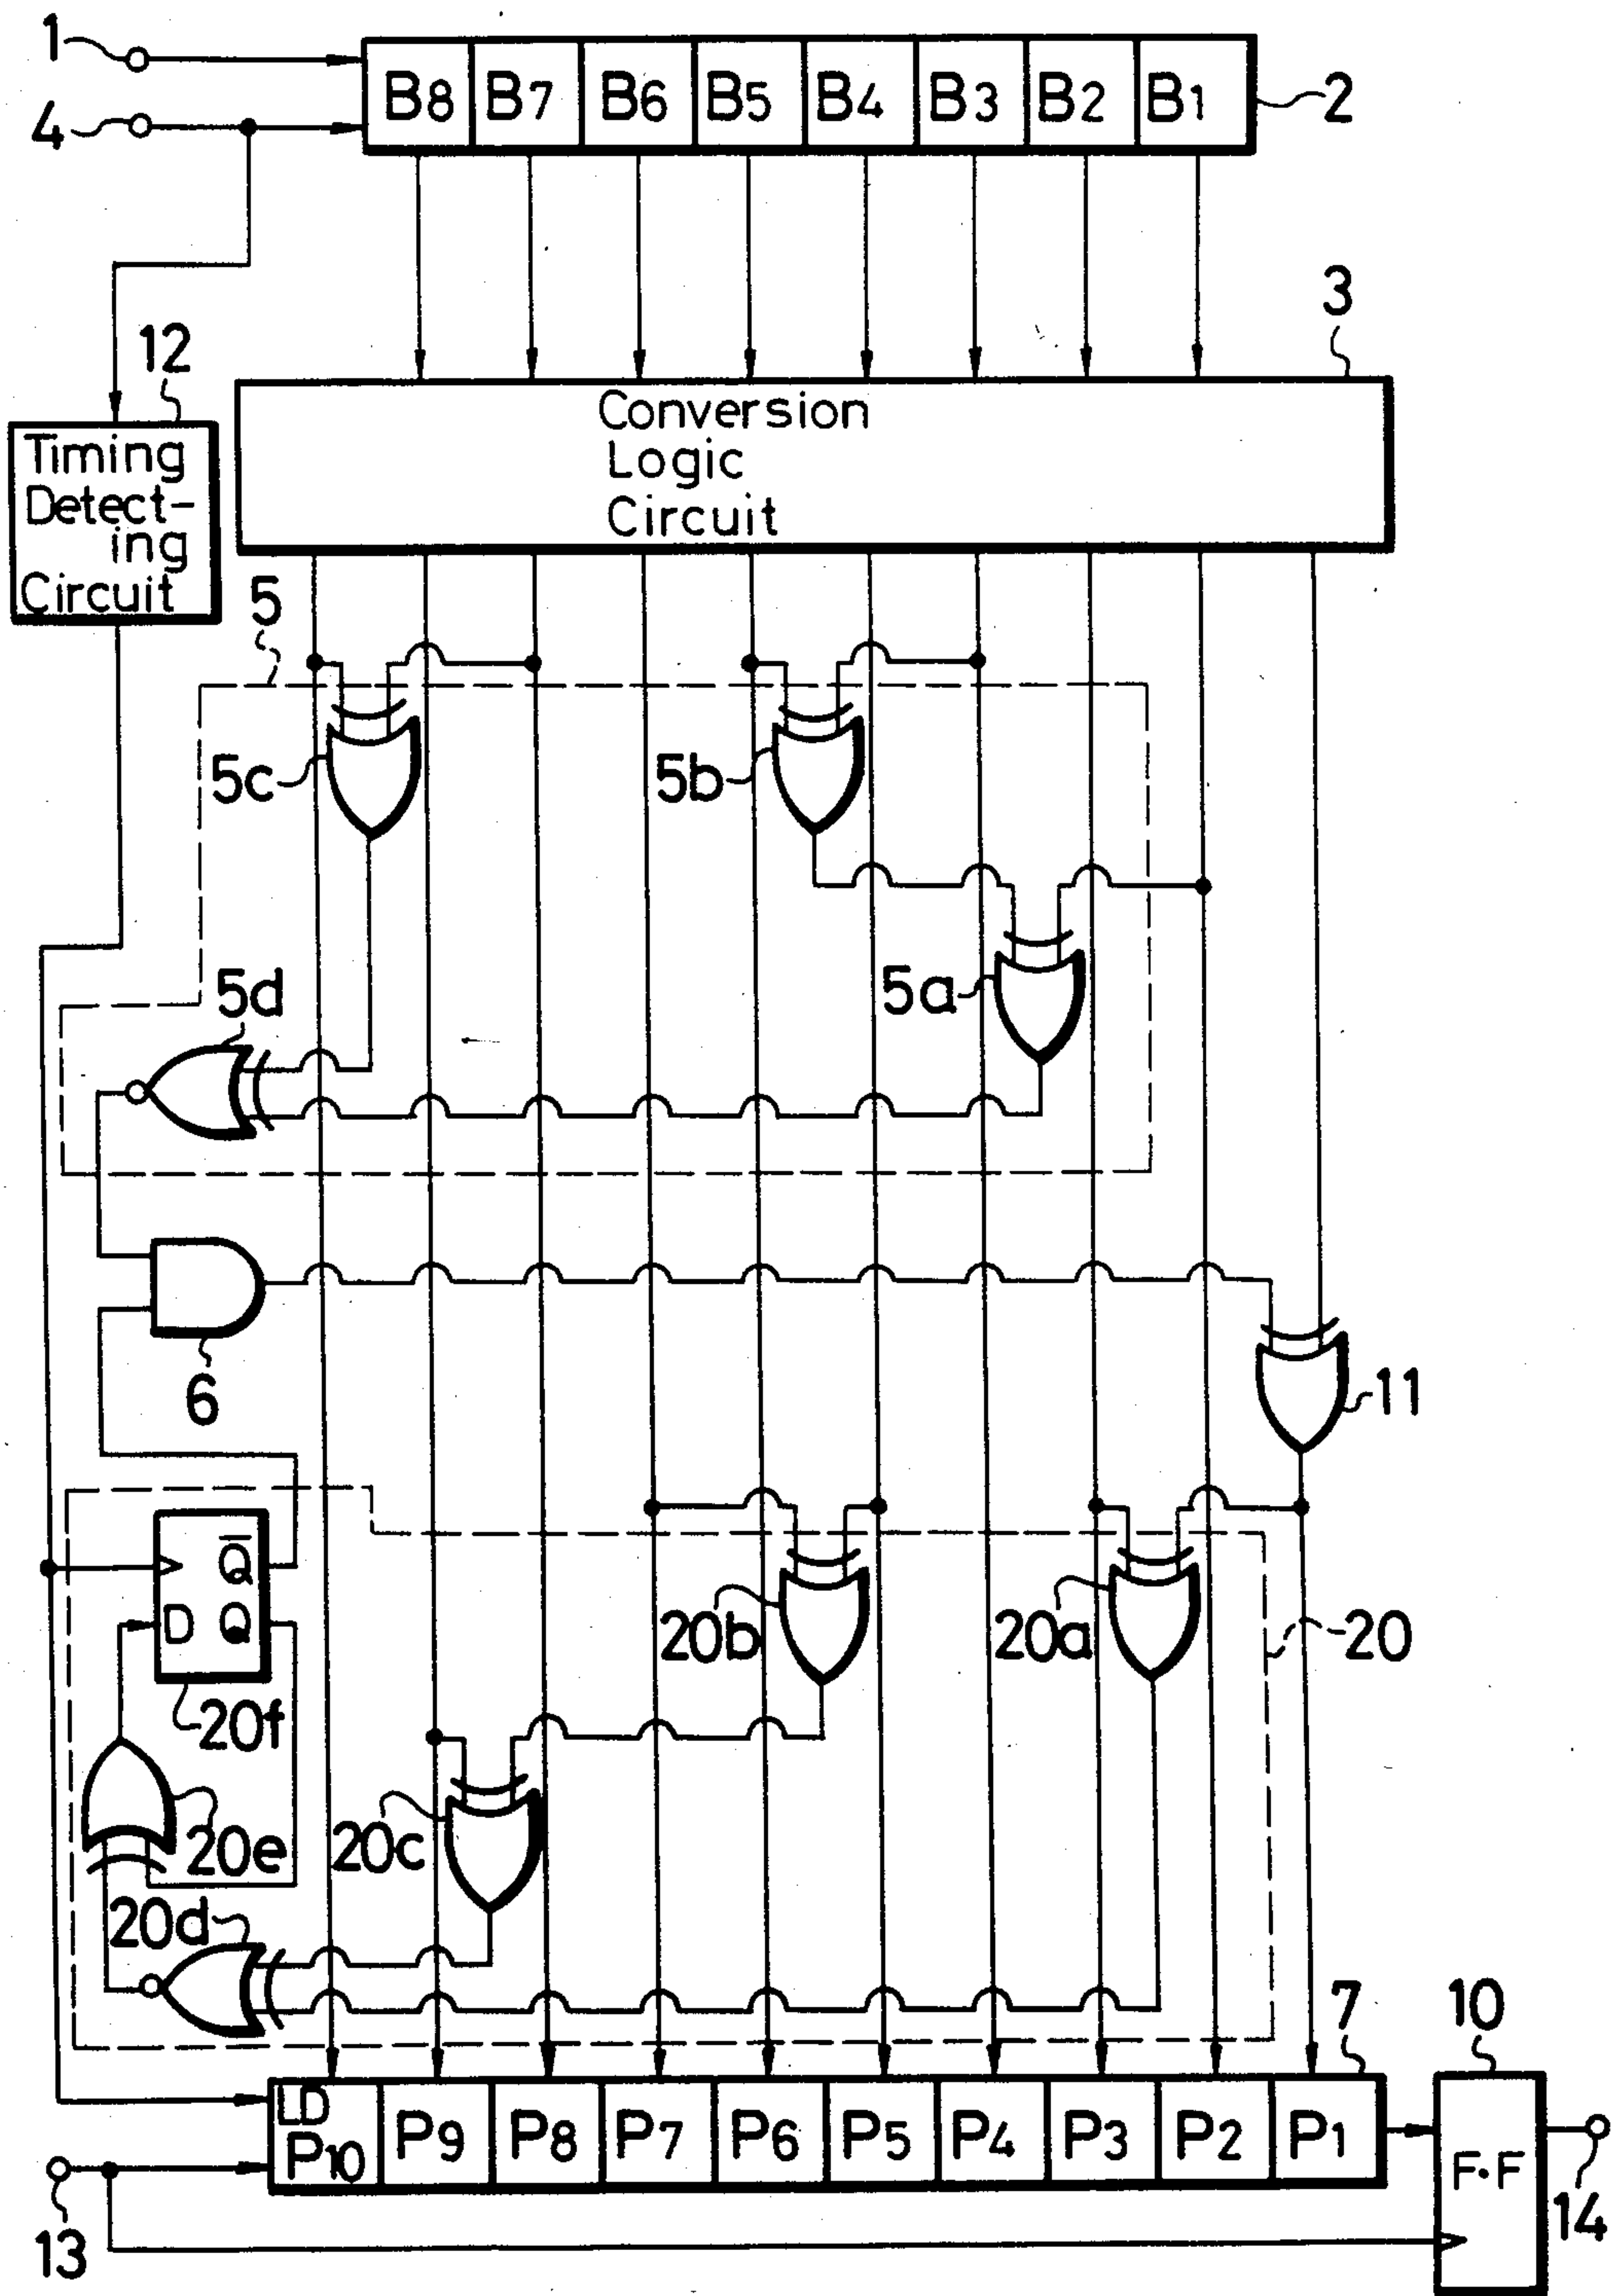 1
B8 B7 B6 B5 B4 B3 B2 B1
4
2
3
12
Conversion
Logic
Circuit
Timing
Detect-
ing
Circuit
5
5c
5b
5a
5d
6
11
Q̅
D Q
20b
20a
20
20f
20c
20e
20d
7
10
LD
P10 P9 P8 P7 P6 P5 P4 P3 P2 P1
F·F
13
14